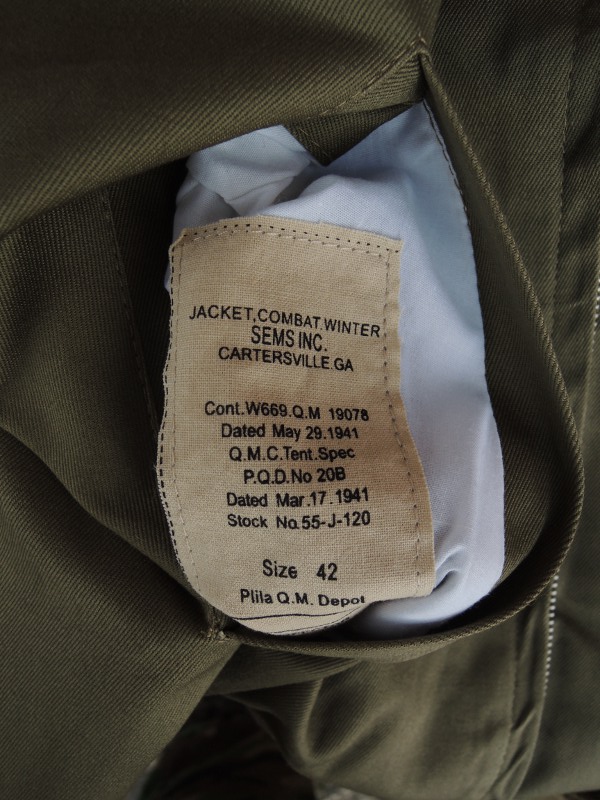 JACKET,COMBAT.WINTER
SEMS INC.
CARTERSVILLE.GA
Cont.W669.Q.M 19078
Dated May 29.1941
Q.M.C.Tent.Spec
P.Q.D.No 20B
Dated Mar.17.1941
Stock No.55-J-120
Size 42
Plila Q.M. Depot